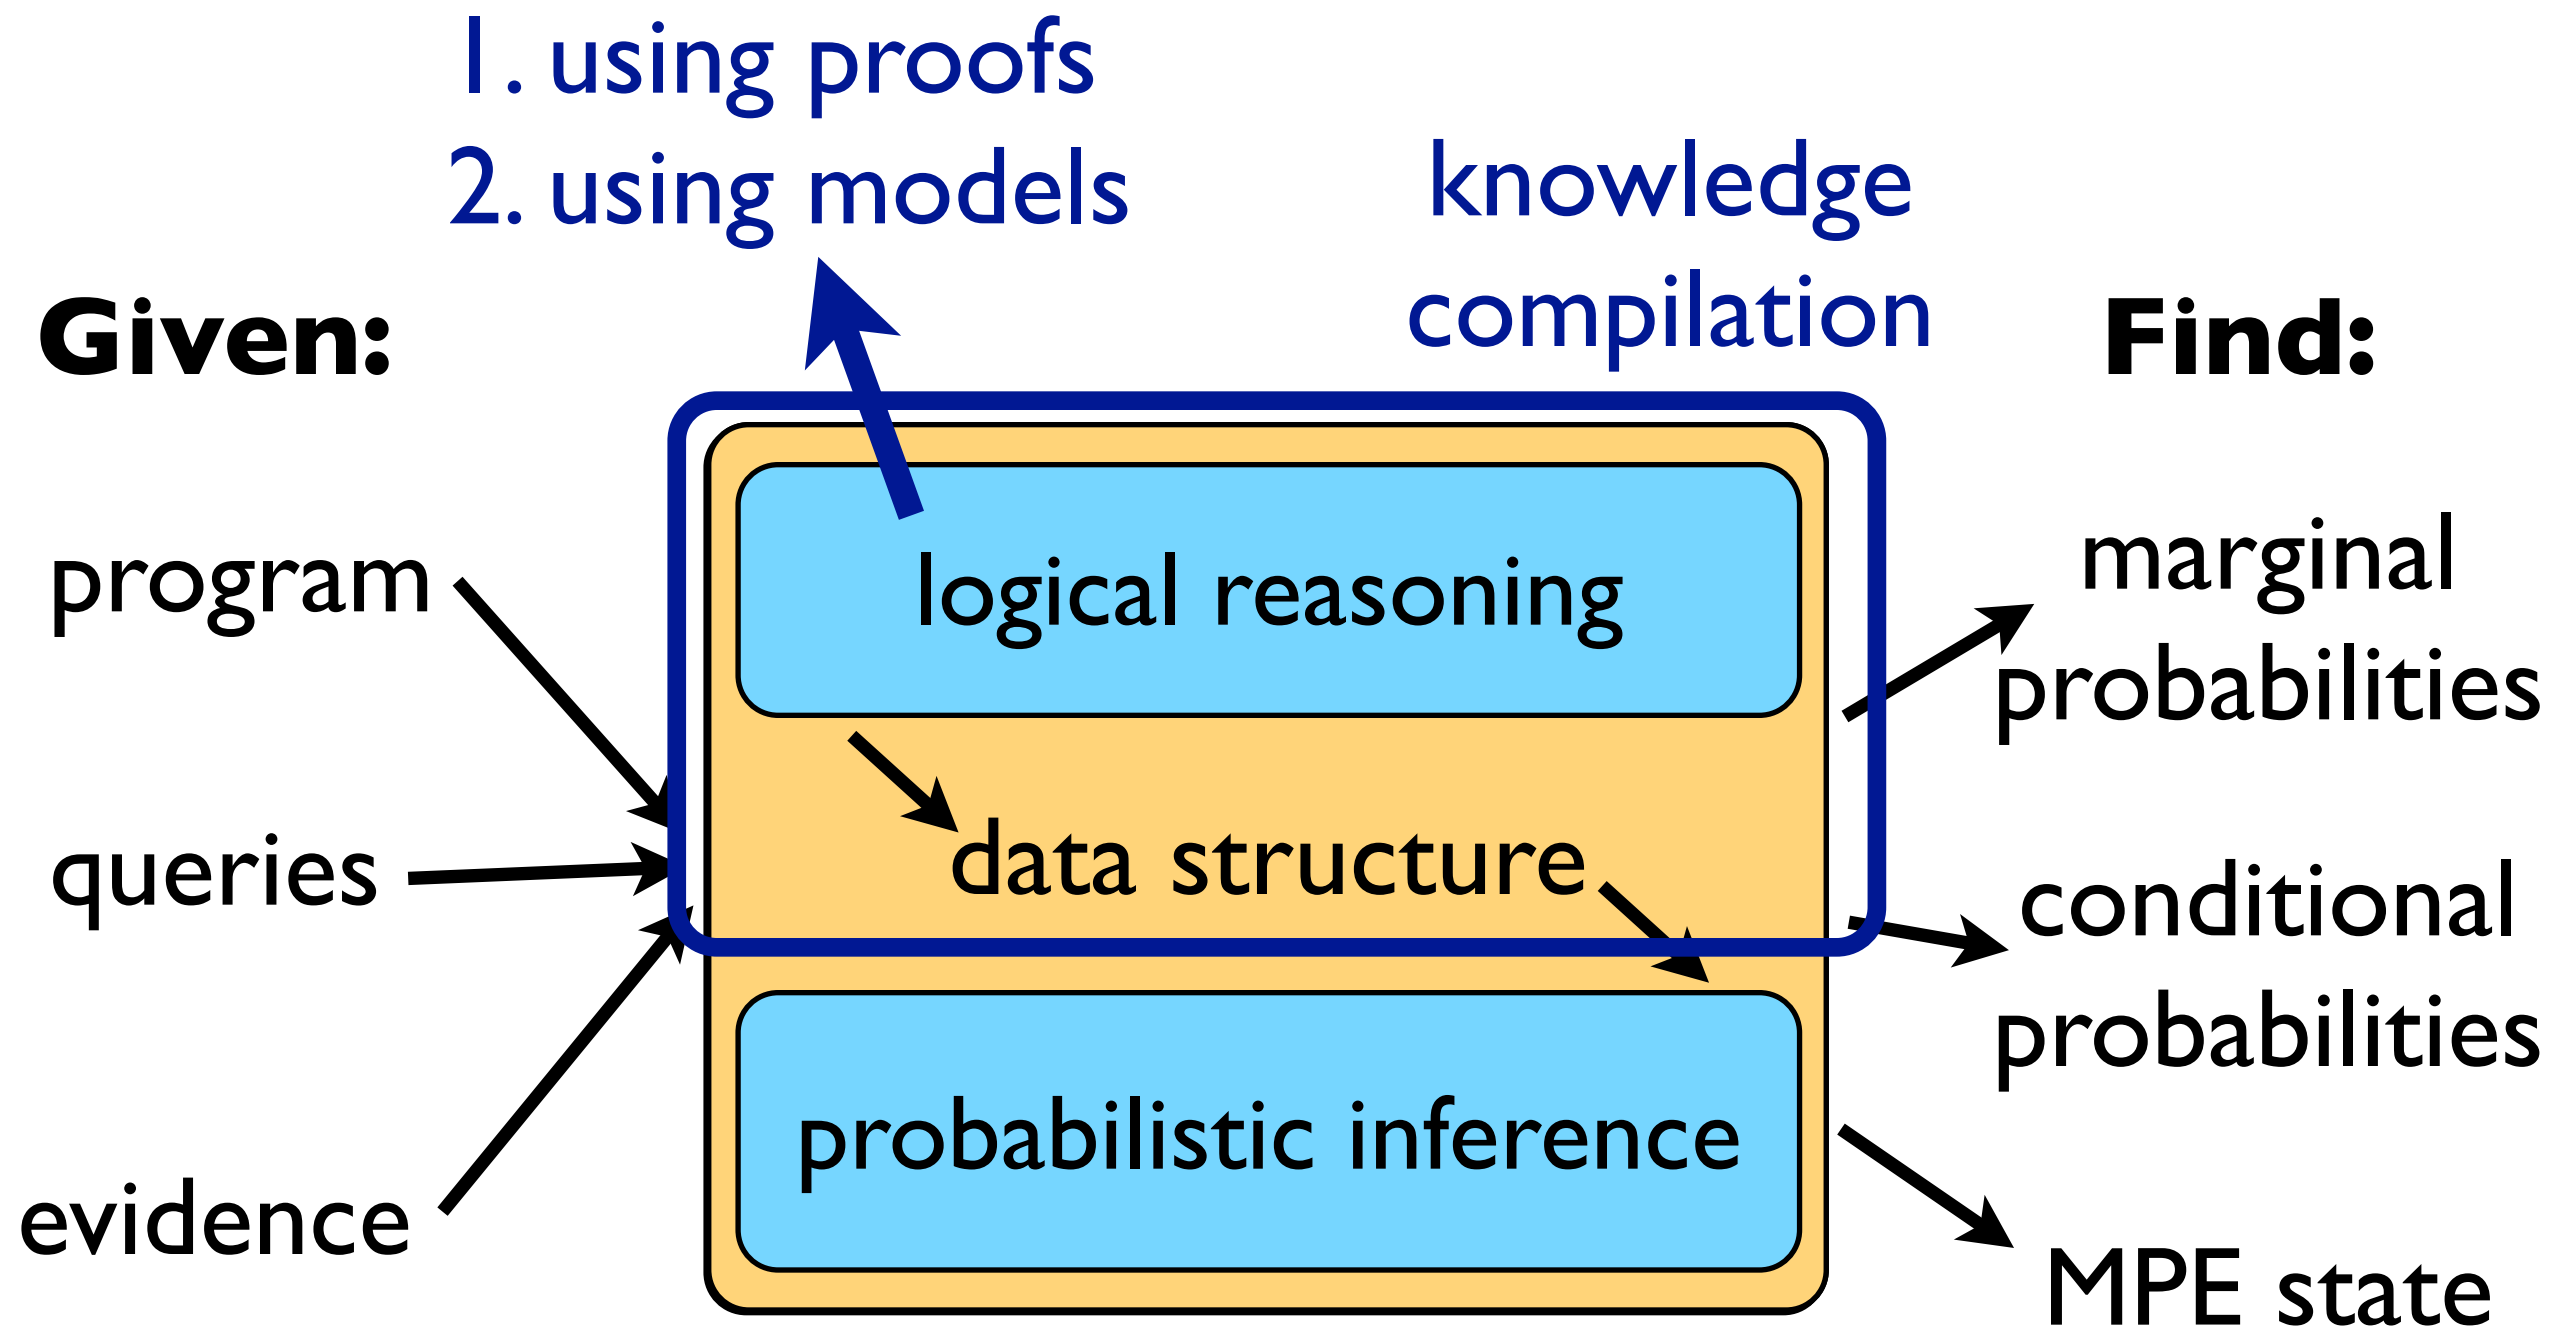 1. using proofs
2. using models
knowledge
compilation
Given:
Find:
program
queries
evidence
logical reasoning
data structure
probabilistic inference
marginal
probabilities
conditional
probabilities
MPE state